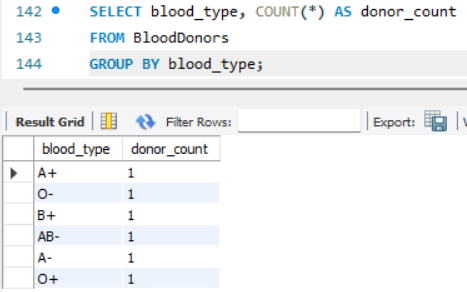 142 SELECT blood_type, COUNT(*) AS donor_count
143 FROM BloodDonors
144 GROUP BY blood_type;
Result Grid Filter Rows: Export:
blood_type donor_count
A+ 1
O- 1
B+ 1
AB- 1
A- 1
O+ 1